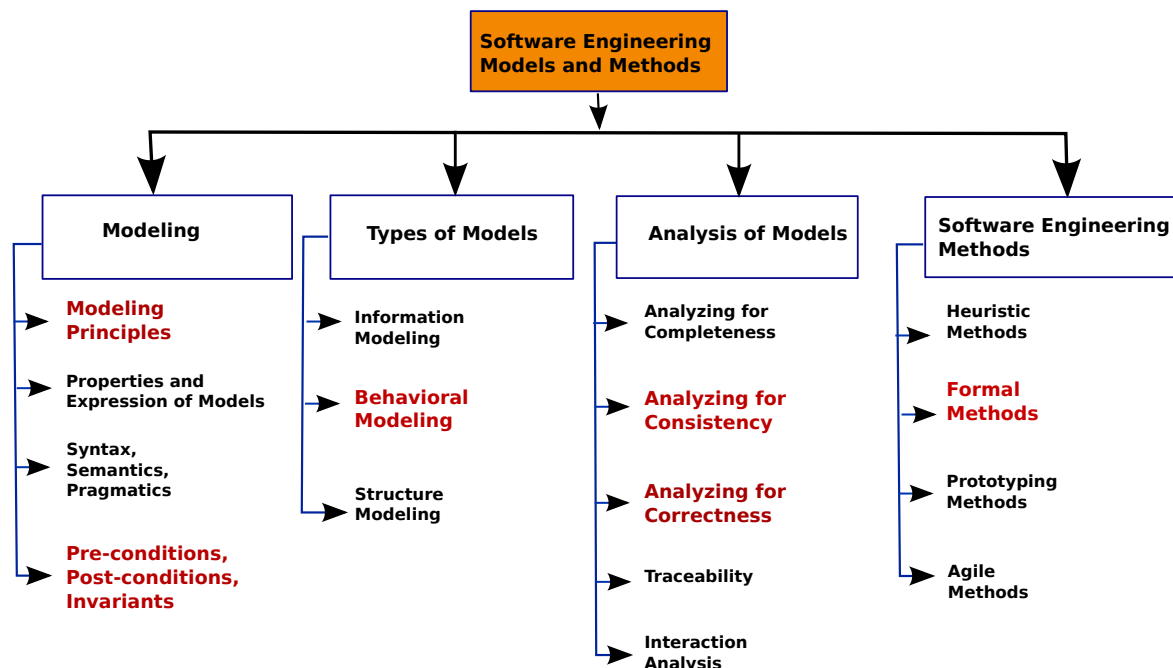 Software Engineering
Models and Methods
Modeling
Types of Models
Analysis of Models
Software Engineering
Methods
Modeling
Principles
Properties and
Expression of Models
Syntax,
Semantics,
Pragmatics
Pre-conditions,
Post-conditions,
Invariants
Information
Modeling
Behavioral
Modeling
Structure
Modeling
Analyzing for
Completeness
Analyzing for
Consistency
Analyzing for
Correctness
Traceability
Interaction
Analysis
Heuristic
Methods
Formal
Methods
Prototyping
Methods
Agile
Methods